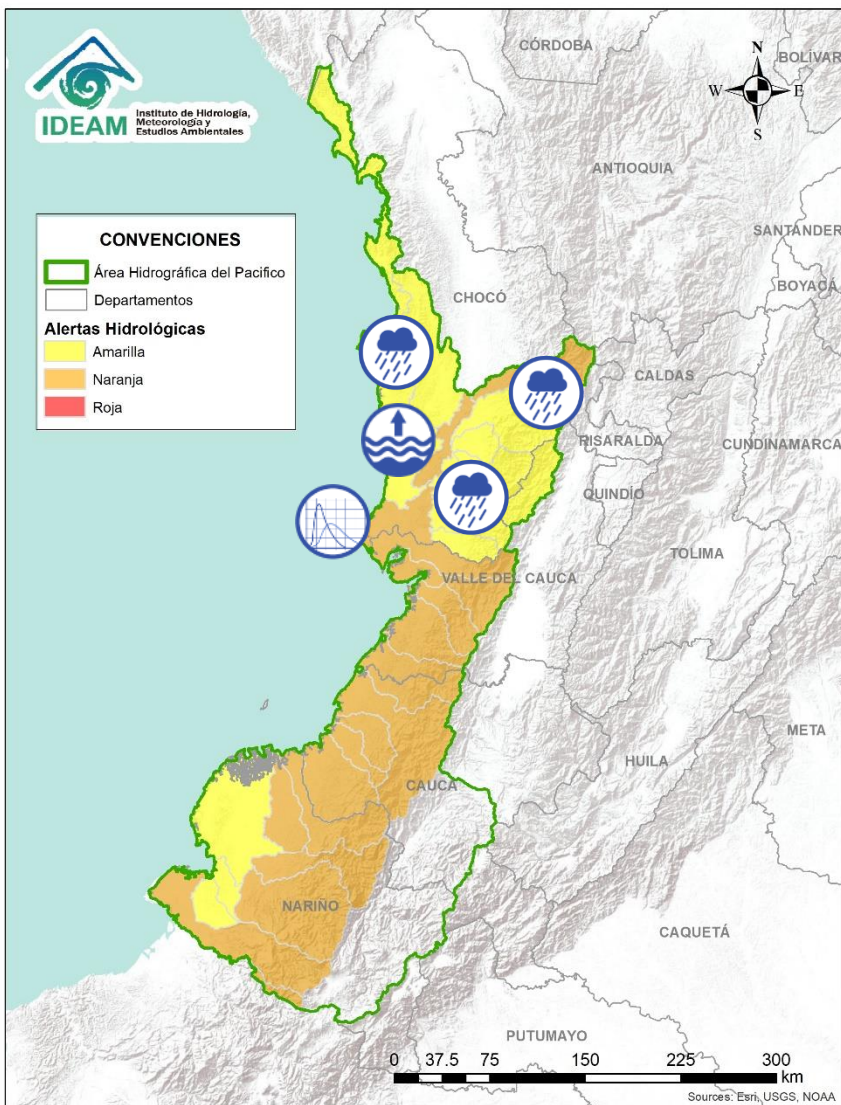 IDEAM
Instituto de Hidrología,
Meteorología y
Estudios Ambientales
CÓRDOBA
BOLÍVAR
N
W
E
S
ANTIOQUIA
SANTANDER
BOYACÁ
CONVENCIONES
Área Hidrográfica del Pacifico
Departamentos
Alertas Hidrológicas
Amarilla
Naranja
Roja
CHOCÓ
CALDAS
RISARALDA
CUNDINAMARCA
QUINDÍO
TOLIMA
VALLE DEL CAUCA
META
HUILA
CAUCA
NARIÑO
CAQUETÁ
PUTUMAYO
0 37.5 75 150 225 300
km
Sources: Esri, USGS, NOAA